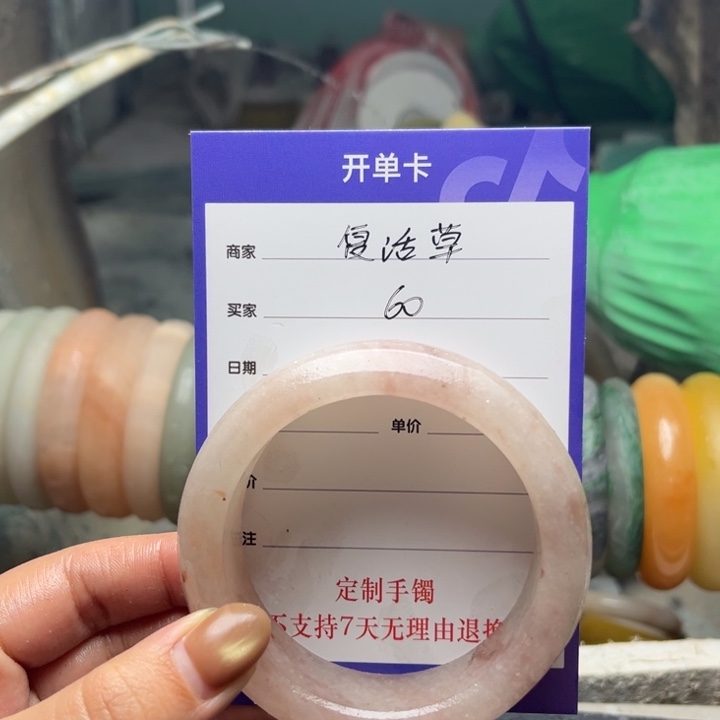 开单卡
商家 復活草
买家 60
日期
单价
价
注
定制手镯
不支持7天无理由退换